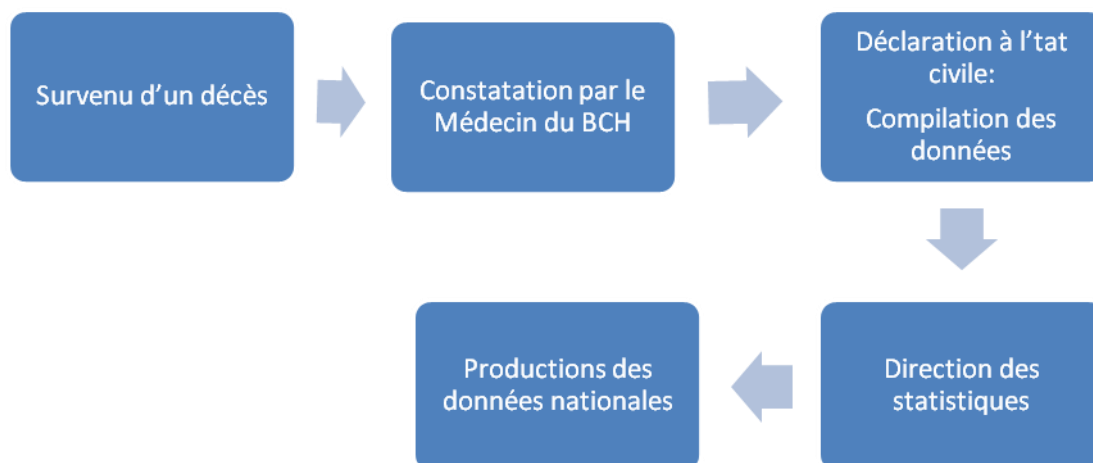 Survenu d'un décès
Constatation par le
Médecin du BCH
Déclaration à l'tat
civile:
Compilation des
données
Direction des
statistiques
Productions des
données nationales